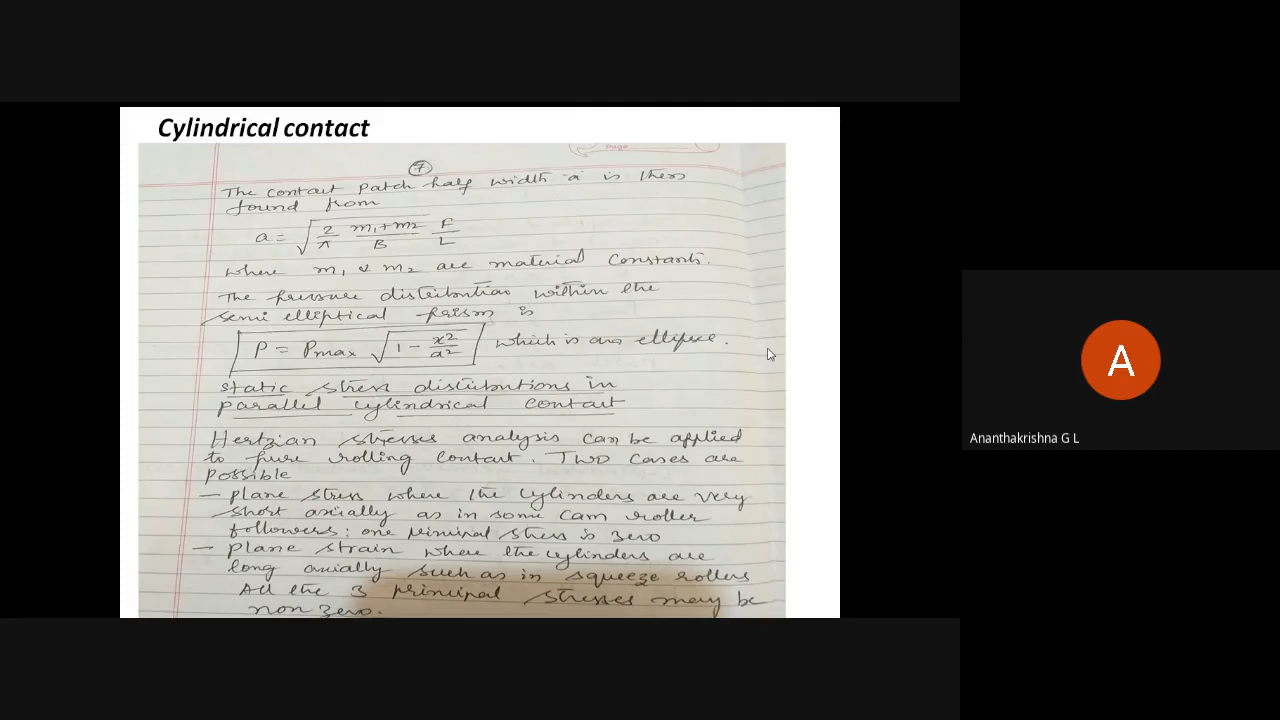 Cylindrical contact
Page
7
The contact patch half width 'a' is then
found from
a = √(2/π (m₁+m₂)/B F/L)
where m₁ & m₂ are material constants.
The pressure distribution within the
semi elliptical prism is
P = Pmax √(1 - x²/a²) which is an ellipse.
static stress distributions in
parallel cylindrical contact
Hertzian stresses analysis can be applied
to pure rolling contact. Two cases are
possible
— plane stress where the cylinders are very
short axially as in some cam roller
followers: one principal stress is zero
— plane strain where the cylinders are
long axially such as in squeeze rollers
All the 3 principal stresses may be
non zero.
A
Ananthakrishna G L